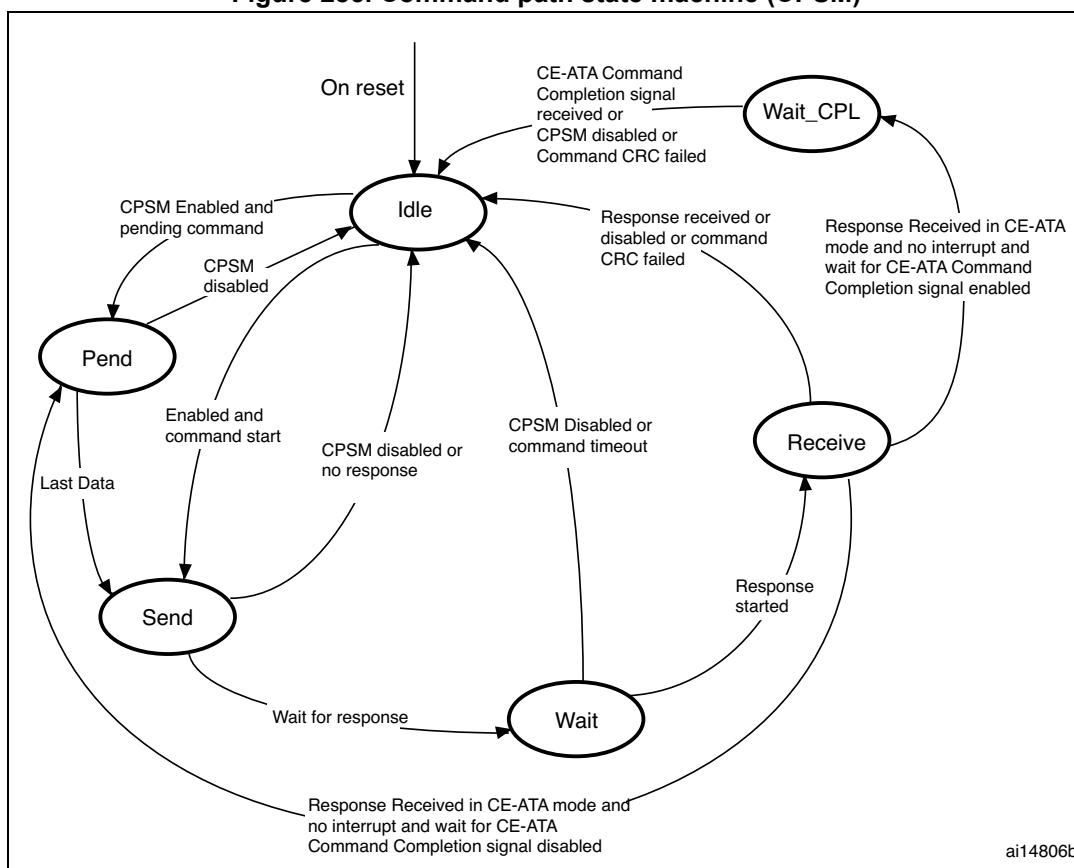 Figure 283. Command path state machine (CPSM)
On reset
CE-ATA Command
Completion signal
received or
CPSM disabled or
Command CRC failed
Wait_CPL
Idle
CPSM Enabled and
pending command
CPSM
disabled
Response received or
disabled or command
CRC failed
Response Received in CE-ATA
mode and no interrupt and
wait for CE-ATA Command
Completion signal enabled
Pend
Enabled and
command start
CPSM disabled or
no response
CPSM Disabled or
command timeout
Receive
Last Data
Send
Response
started
Wait for response
Wait
Response Received in CE-ATA mode and
no interrupt and wait for CE-ATA
Command Completion signal disabled
ai14806b